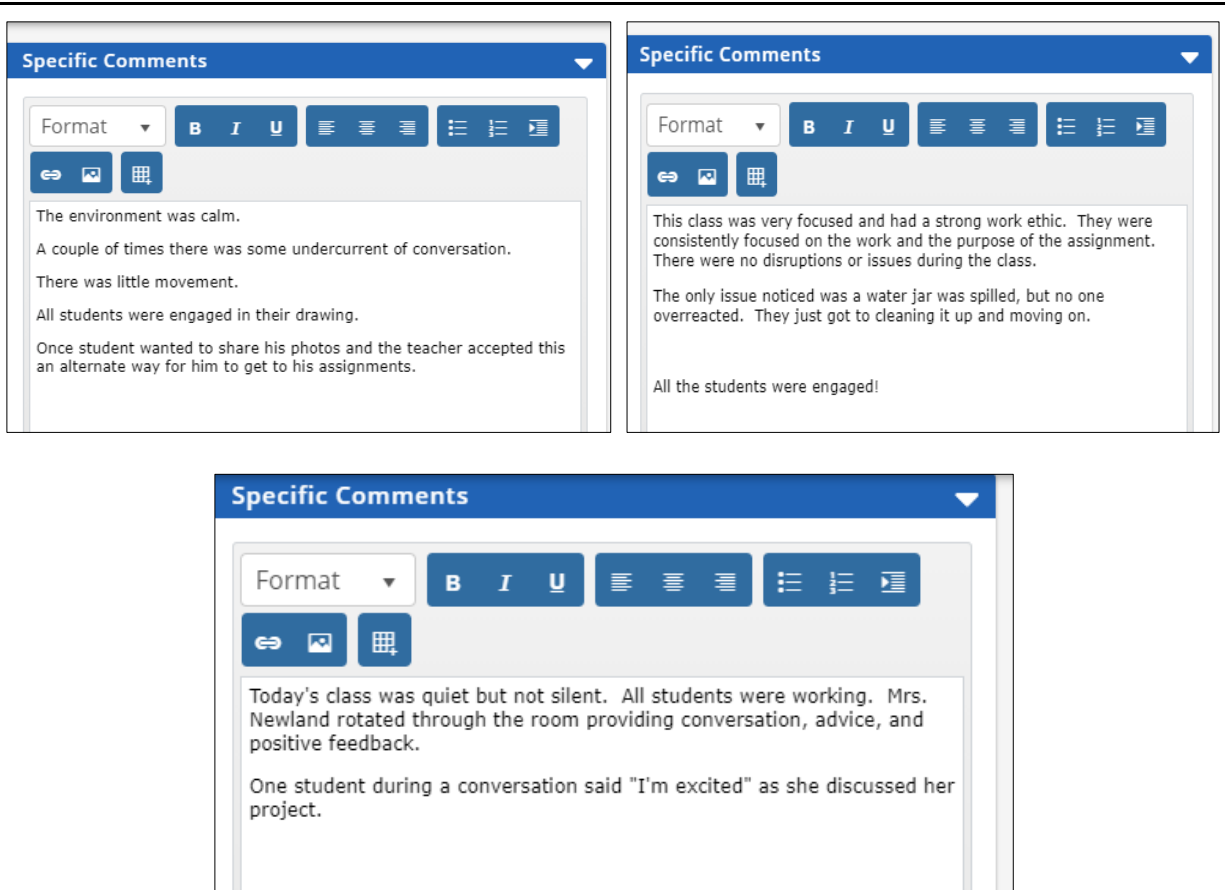 Specific Comments
Format
B I U
The environment was calm.
A couple of times there was some undercurrent of conversation.
There was little movement.
All students were engaged in their drawing.
Once student wanted to share his photos and the teacher accepted this
an alternate way for him to get to his assignments.
Specific Comments
Format
B I U
This class was very focused and had a strong work ethic.  They were
consistently focused on the work and the purpose of the assignment.
There were no disruptions or issues during the class.
The only issue noticed was a water jar was spilled, but no one
overreacted.  They just got to cleaning it up and moving on.
All the students were engaged!
Specific Comments
Format
B I U
Today's class was quiet but not silent.  All students were working.  Mrs.
Newland rotated through the room providing conversation, advice, and
positive feedback.
One student during a conversation said "I'm excited" as she discussed her
project.